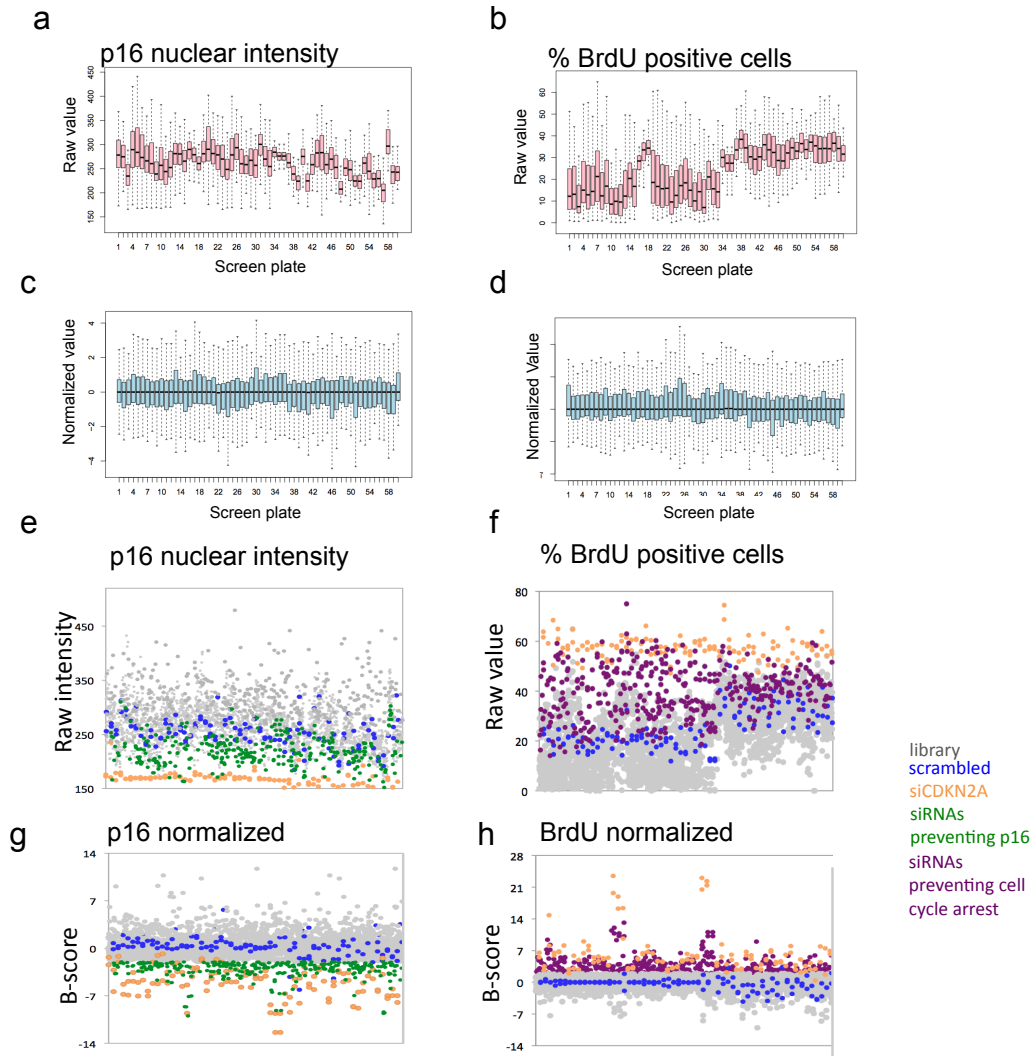 a
p16 nuclear intensity
Raw value
450
400
350
300
250
200
150
1 4 7 10 14 18 22 26 30 34 38 42 46 50 54 58
Screen plate
b
% BrdU positive cells
Raw value
60
50
40
30
20
10
0
1 4 7 10 14 18 22 26 30 34 38 42 46 50 54 58
Screen plate
c
Normalized value
4
2
0
-2
-4
1 4 7 10 14 18 22 26 30 34 38 42 46 50 54 58
Screen plate
d
Normalized Value
7
1 4 7 10 14 18 22 26 30 34 38 42 46 50 54 58
Screen plate
e
p16 nuclear intensity
Raw intensity
450
350
250
150
f
% BrdU positive cells
Raw value
80
60
40
20
0
g
p16 normalized
B-score
14
7
0
-7
-14
h
BrdU normalized
B-score
28
21
14
7
0
-7
-14
library
scrambled
siCDKN2A
siRNAs
preventing p16
siRNAs
preventing cell
cycle arrest